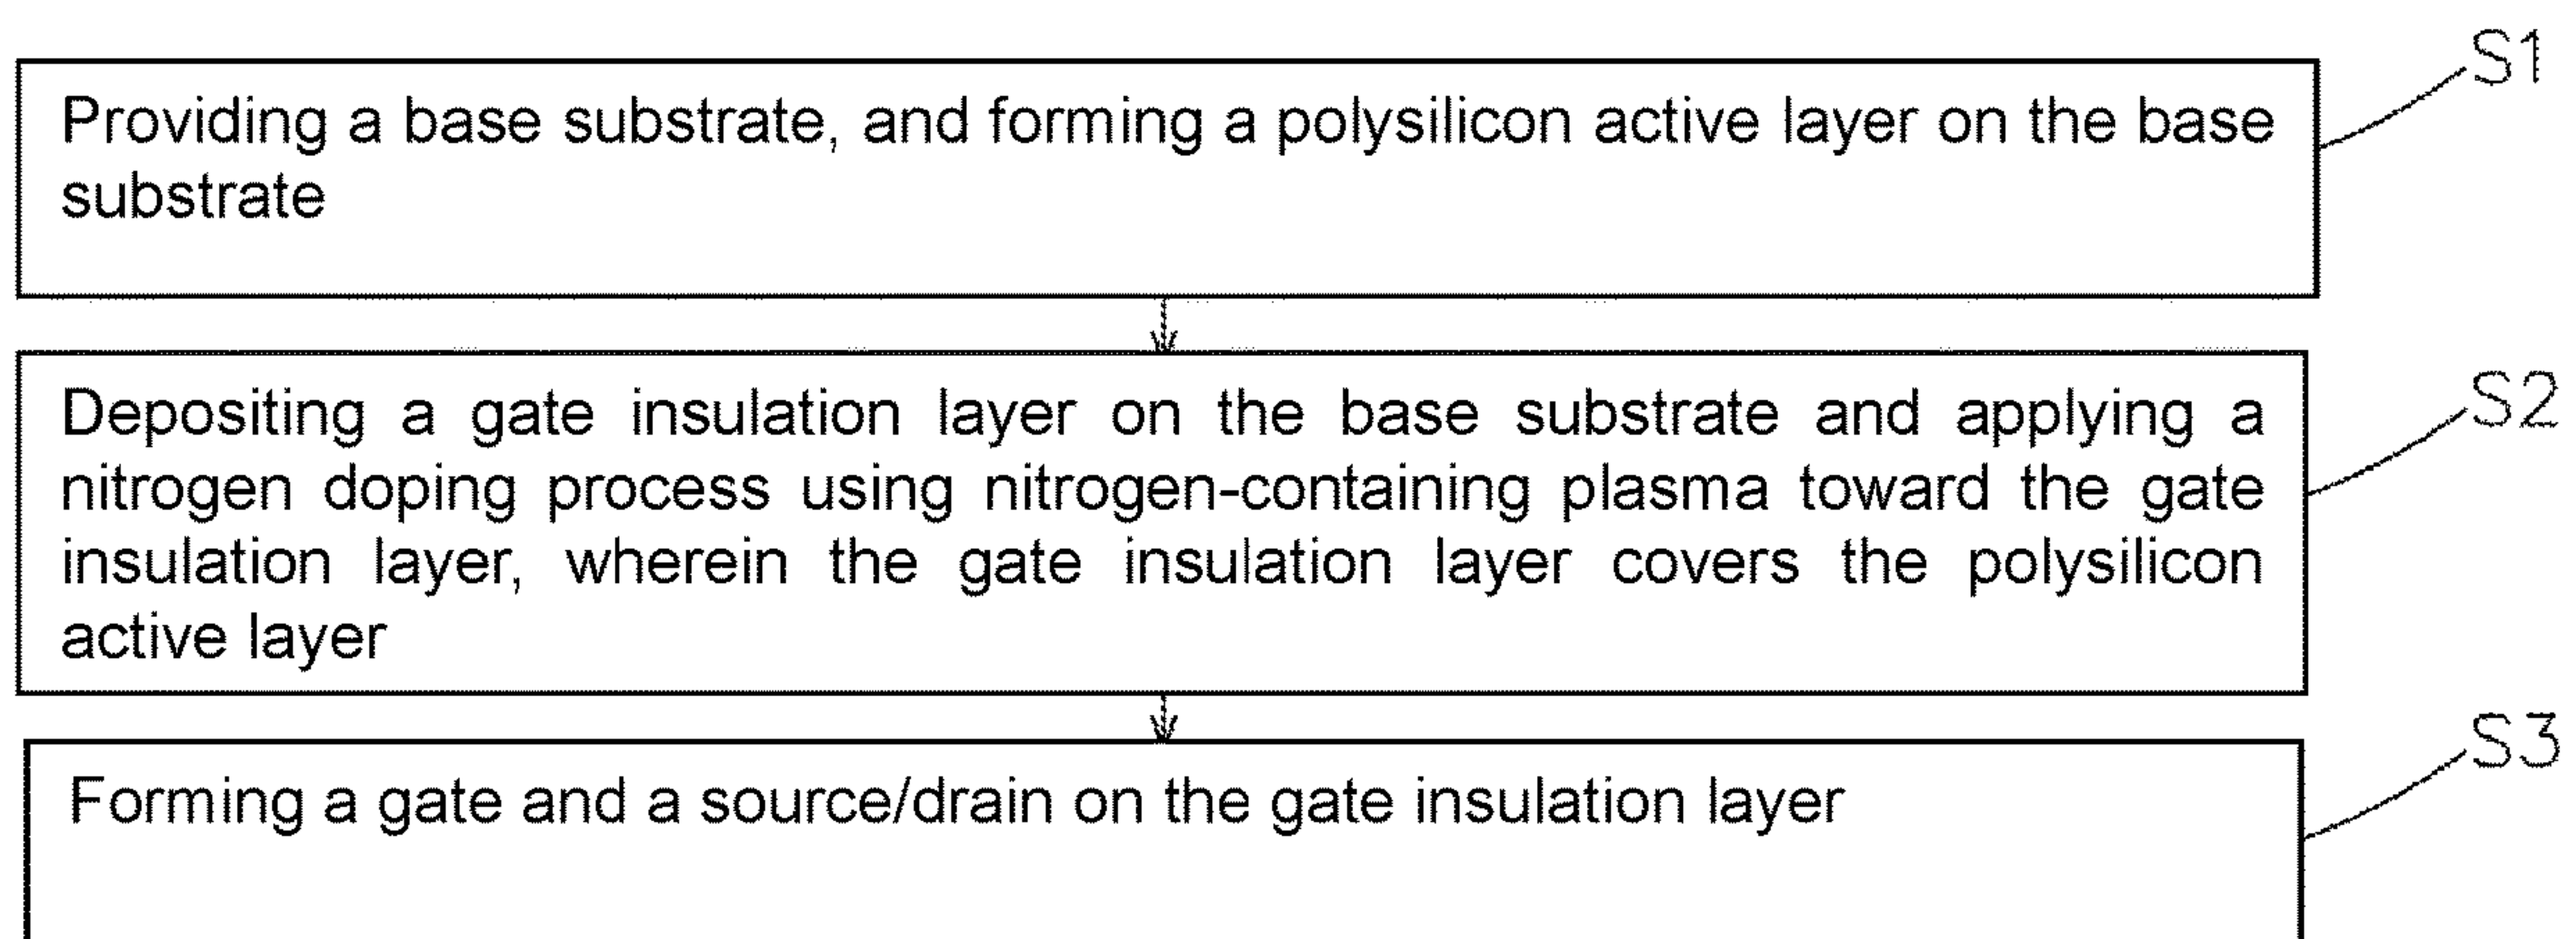 S1
Providing a base substrate, and forming a polysilicon active layer on the base
substrate
S2
Depositing a gate insulation layer on the base substrate and applying a
nitrogen doping process using nitrogen-containing plasma toward the gate
insulation layer, wherein the gate insulation layer covers the polysilicon
active layer
S3
Forming a gate and a source/drain on the gate insulation layer